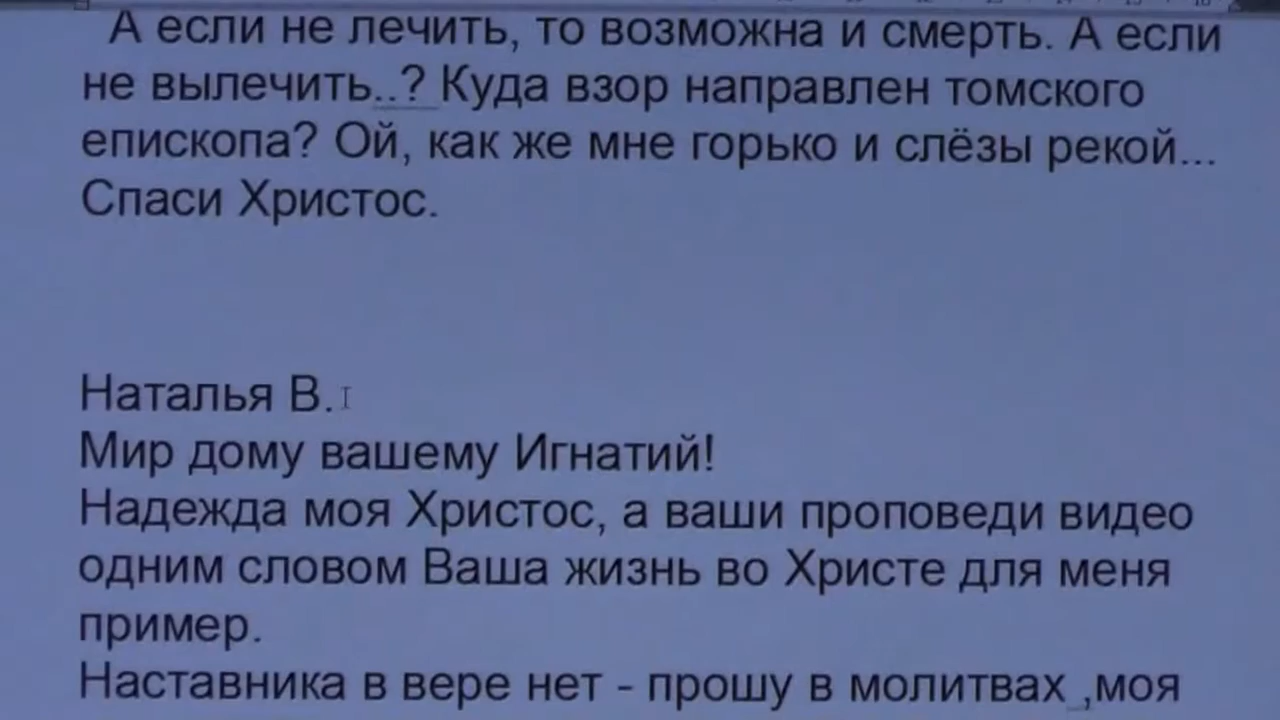 А если не лечить, то возможна и смерть. А если
не вылечить..? Куда взор направлен томского
епископа? Ой, как же мне горько и слёзы рекой...
Спаси Христос.
Наталья В.
Мир дому вашему Игнатий!
Надежда моя Христос, а ваши проповеди видео
одним словом Ваша жизнь во Христе для меня
пример.
Наставника в вере нет - прошу в молитвах ,моя